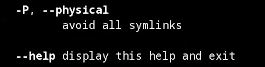 -P, --physical
avoid all symlinks
--help display this help and exit